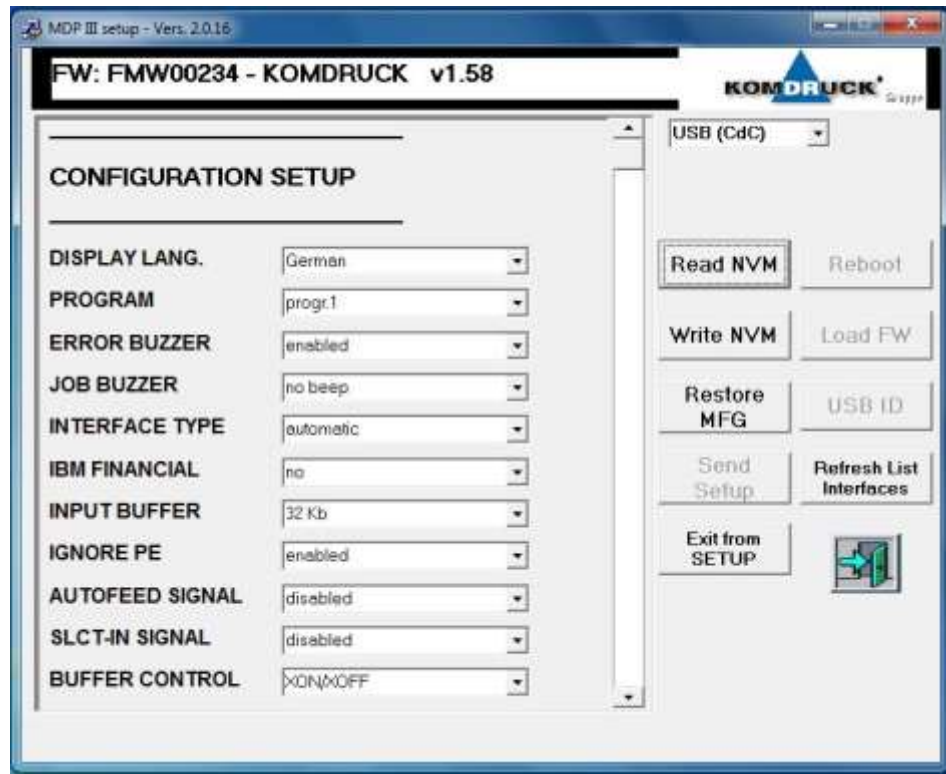 MDP III setup - Vers. 2.0.16
FW: FMW00234 - KOMDRUCK v1.58
KOMDRUCK
Gruppe
USB (CdC)
CONFIGURATION SETUP
DISPLAY LANG. German
PROGRAM progr.1
ERROR BUZZER enabled
JOB BUZZER no beep
INTERFACE TYPE automatic
IBM FINANCIAL no
INPUT BUFFER 32 Kb
IGNORE PE enabled
AUTOFEED SIGNAL disabled
SLCT-IN SIGNAL disabled
BUFFER CONTROL XON/XOFF
Read NVM Reboot
Write NVM Load FW
Restore
MFG
USB ID
Send
Setup
Refresh List
Interfaces
Exit from
SETUP